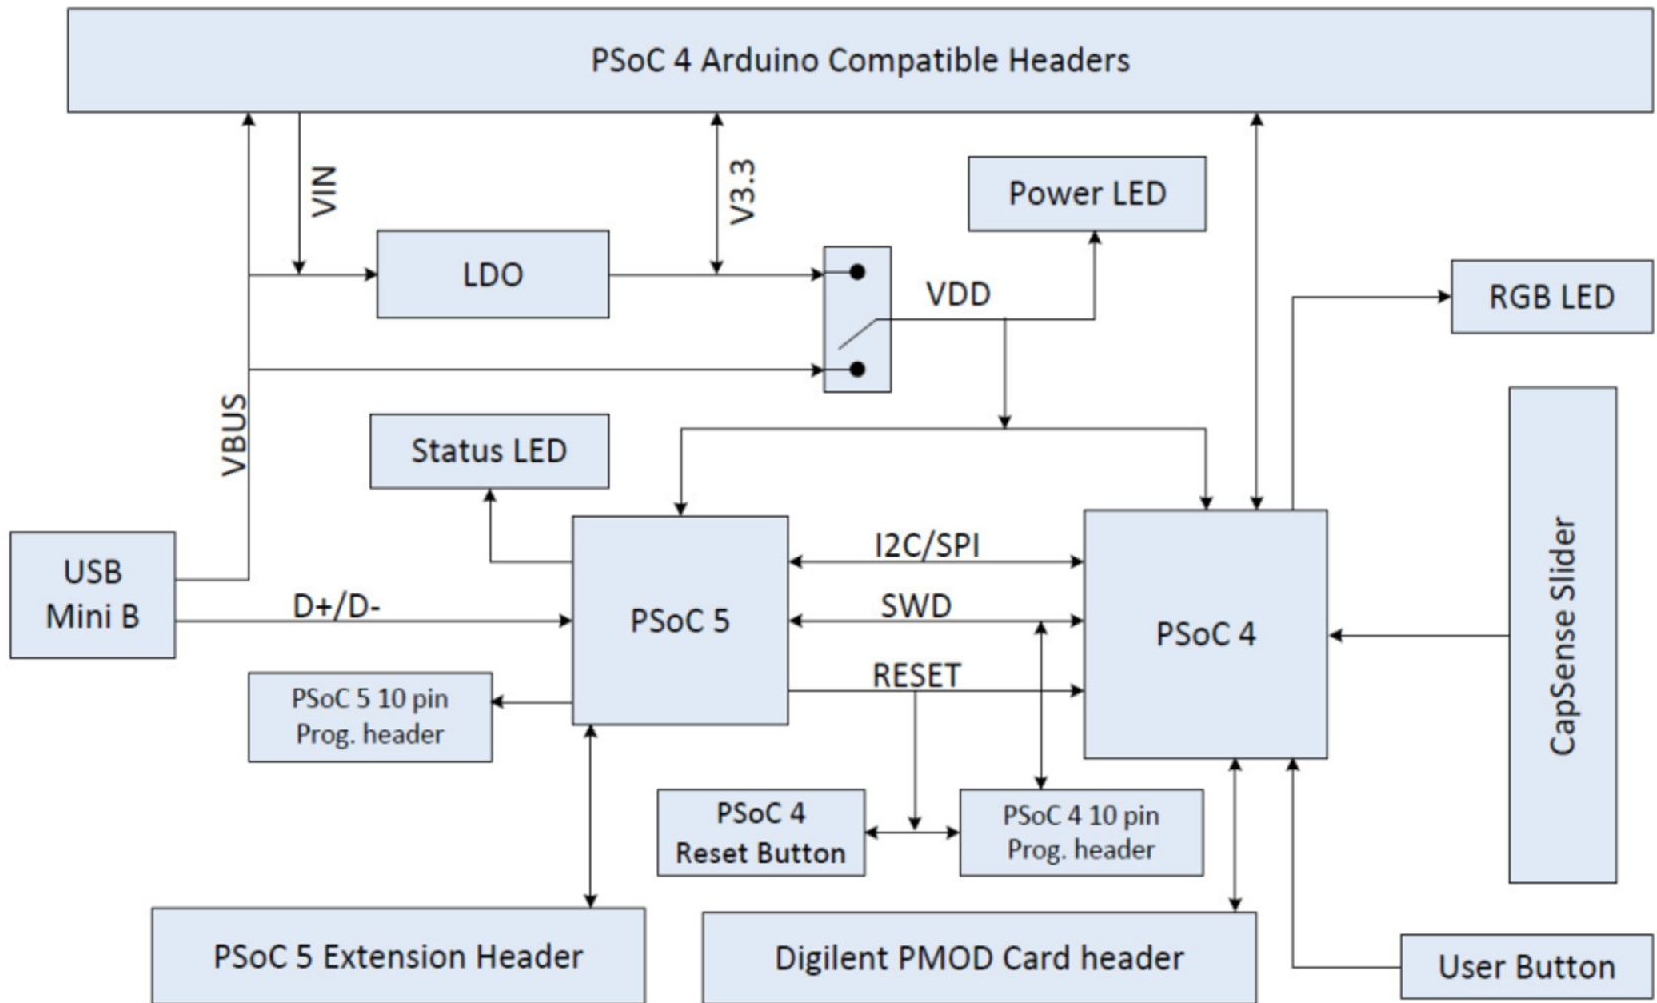 PSoC 4 Arduino Compatible Headers
VIN
V3.3
Power LED
LDO
VDD
RGB LED
VBUS
Status LED
USB
Mini B
D+/D-
PSoC 5
I2C/SPI
SWD
RESET
PSoC 4
CapSense Slider
PSoC 5 10 pin
Prog. header
PSoC 4
Reset Button
PSoC 4 10 pin
Prog. header
PSoC 5 Extension Header
Digilent PMOD Card header
User Button